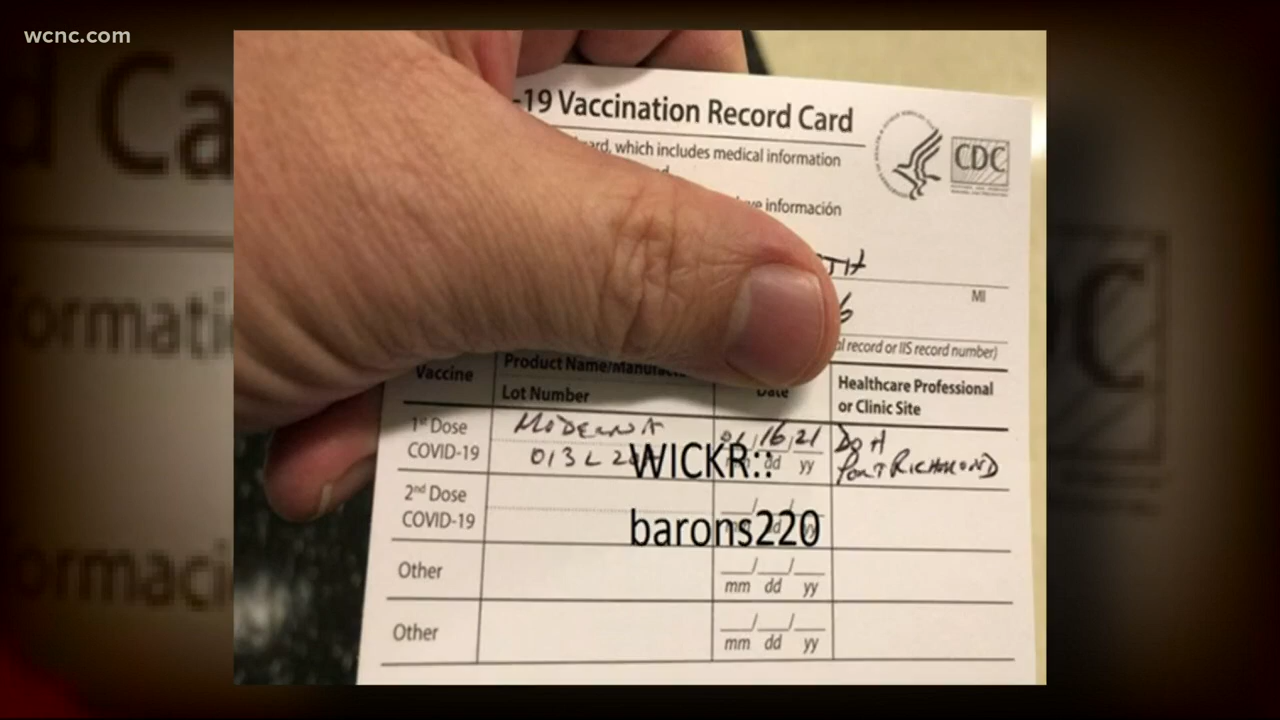 wcnc.com
-19 Vaccination Record Card
ard, which includes medical information
CDC
información
MI
6
al record or IIS record number)
Vaccine
Product Name/Manufact
Lot Number
Date
Healthcare Professional
or Clinic Site
1st Dose
COVID-19
MODERNA
013L2
01/16/21
mm dd yy
DOH
PORT RICHMOND
WICKR::
barons220
2nd Dose
COVID-19
mm dd yy
Other
mm dd yy
Other
mm dd yy